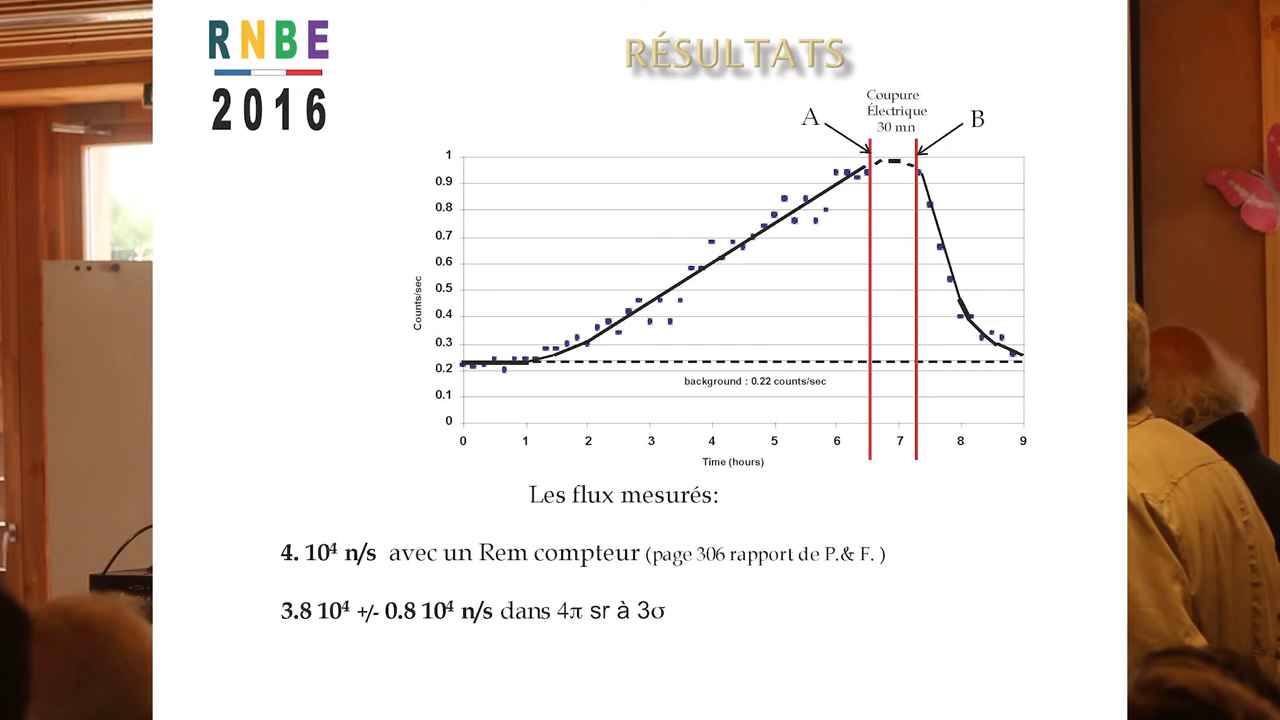 RNBE
2016
RÉSULTATS
Coupure
Électrique
30 mn
A
B
1
0.9
0.8
0.7
0.6
0.5
0.4
0.3
0.2
0.1
0
Counts/sec
background : 0.22 counts/sec
0 1 2 3 4 5 6 7 8 9
Time (hours)
Les flux mesurés:
4. 10⁴ n/s avec un Rem compteur (page 306 rapport de P.& F. )
3.8 10⁴ +/- 0.8 10⁴ n/s dans 4π sr à 3σ